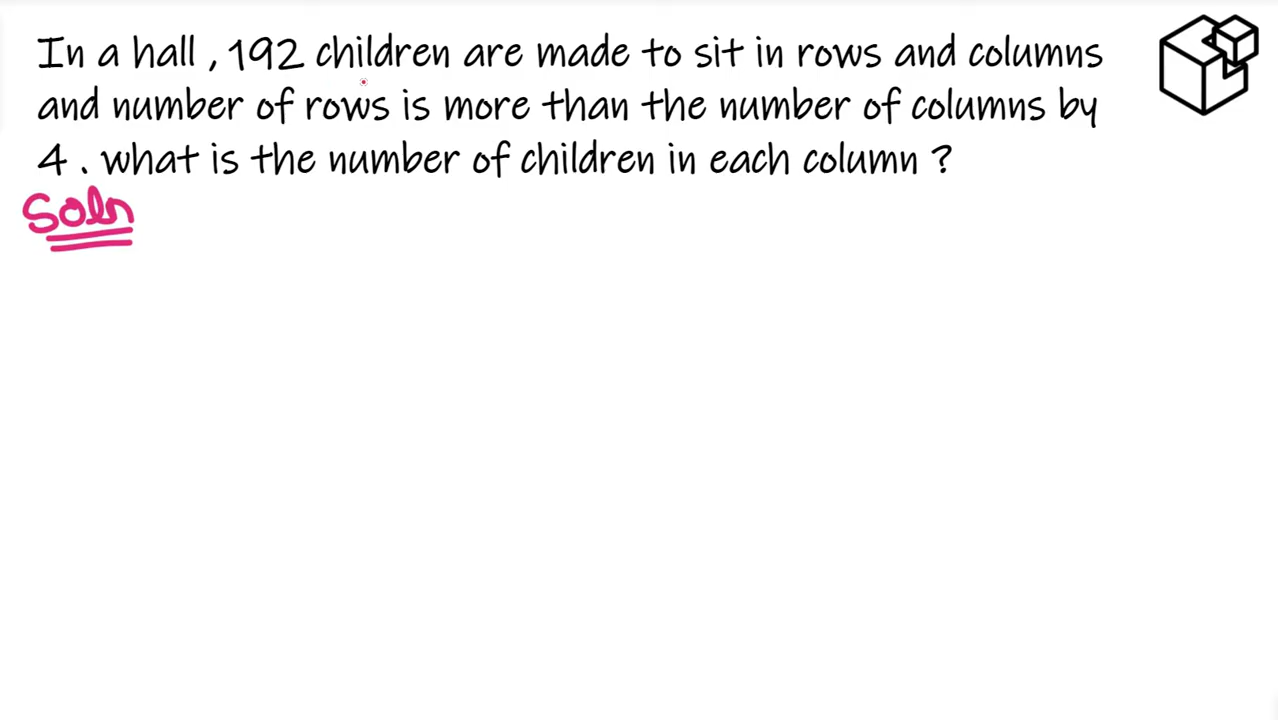 In a hall , 192 children are made to sit in rows and columns
and number of rows is more than the number of columns by
4 . what is the number of children in each column ?
Soln